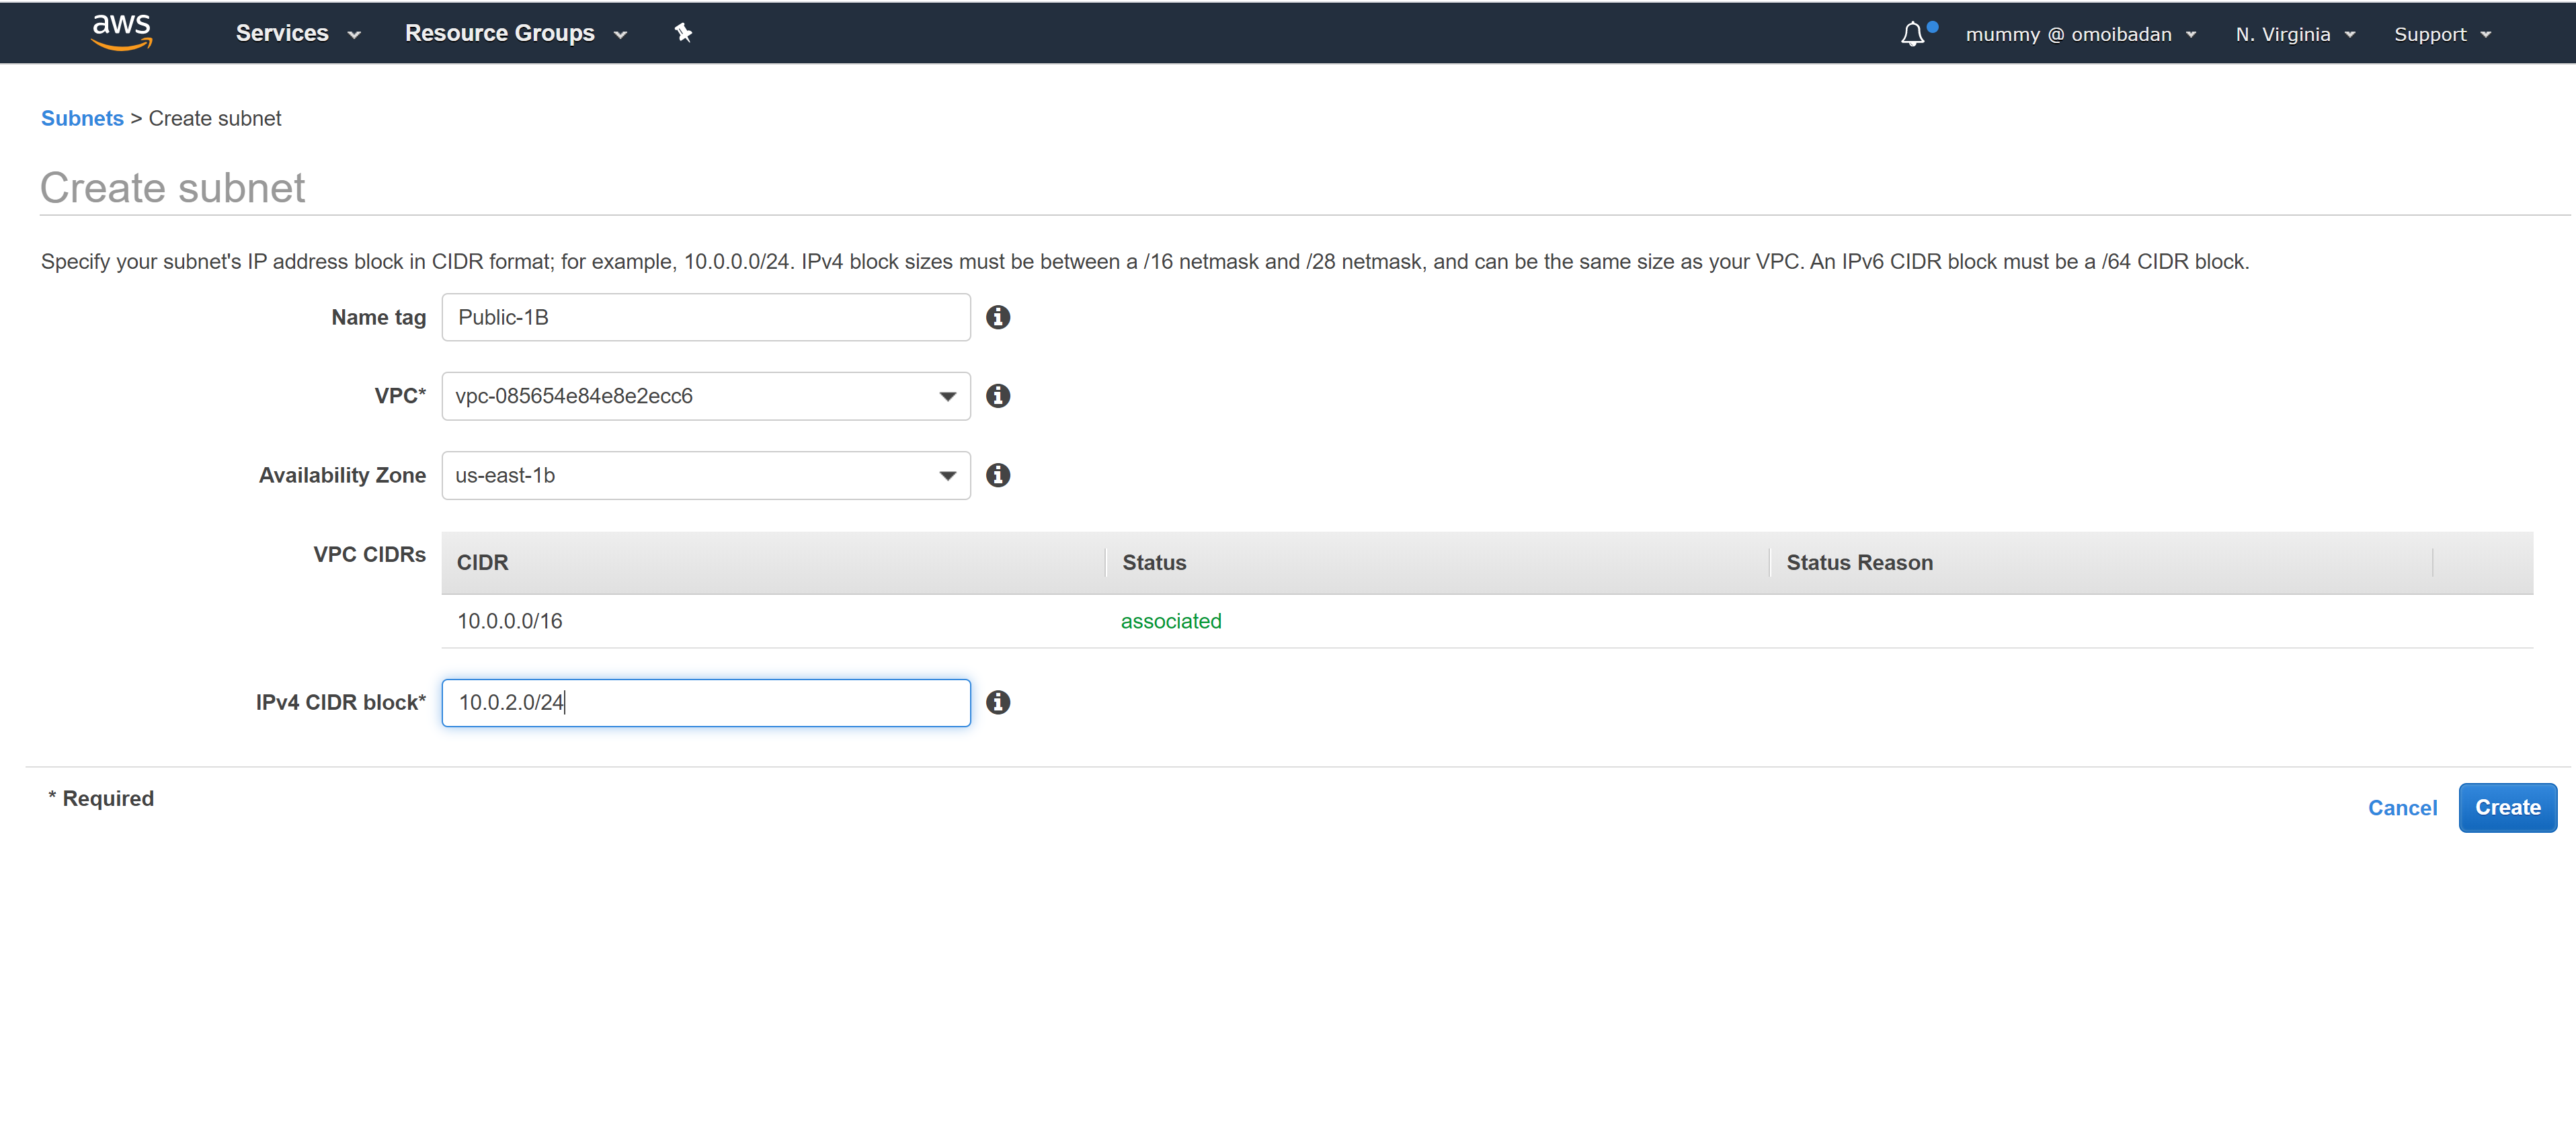 aws Services Resource Groups mummy @ omoibadan N. Virginia Support
Subnets > Create subnet
Create subnet
Specify your subnet's IP address block in CIDR format; for example, 10.0.0.0/24. IPv4 block sizes must be between a /16 netmask and /28 netmask, and can be the same size as your VPC. An IPv6 CIDR block must be a /64 CIDR block.
Name tag Public-1B
VPC* vpc-085654e84e8e2ecc6
Availability Zone us-east-1b
VPC CIDRs CIDR Status Status Reason
10.0.0.0/16 associated
IPv4 CIDR block* 10.0.2.0/24
* Required
Cancel Create